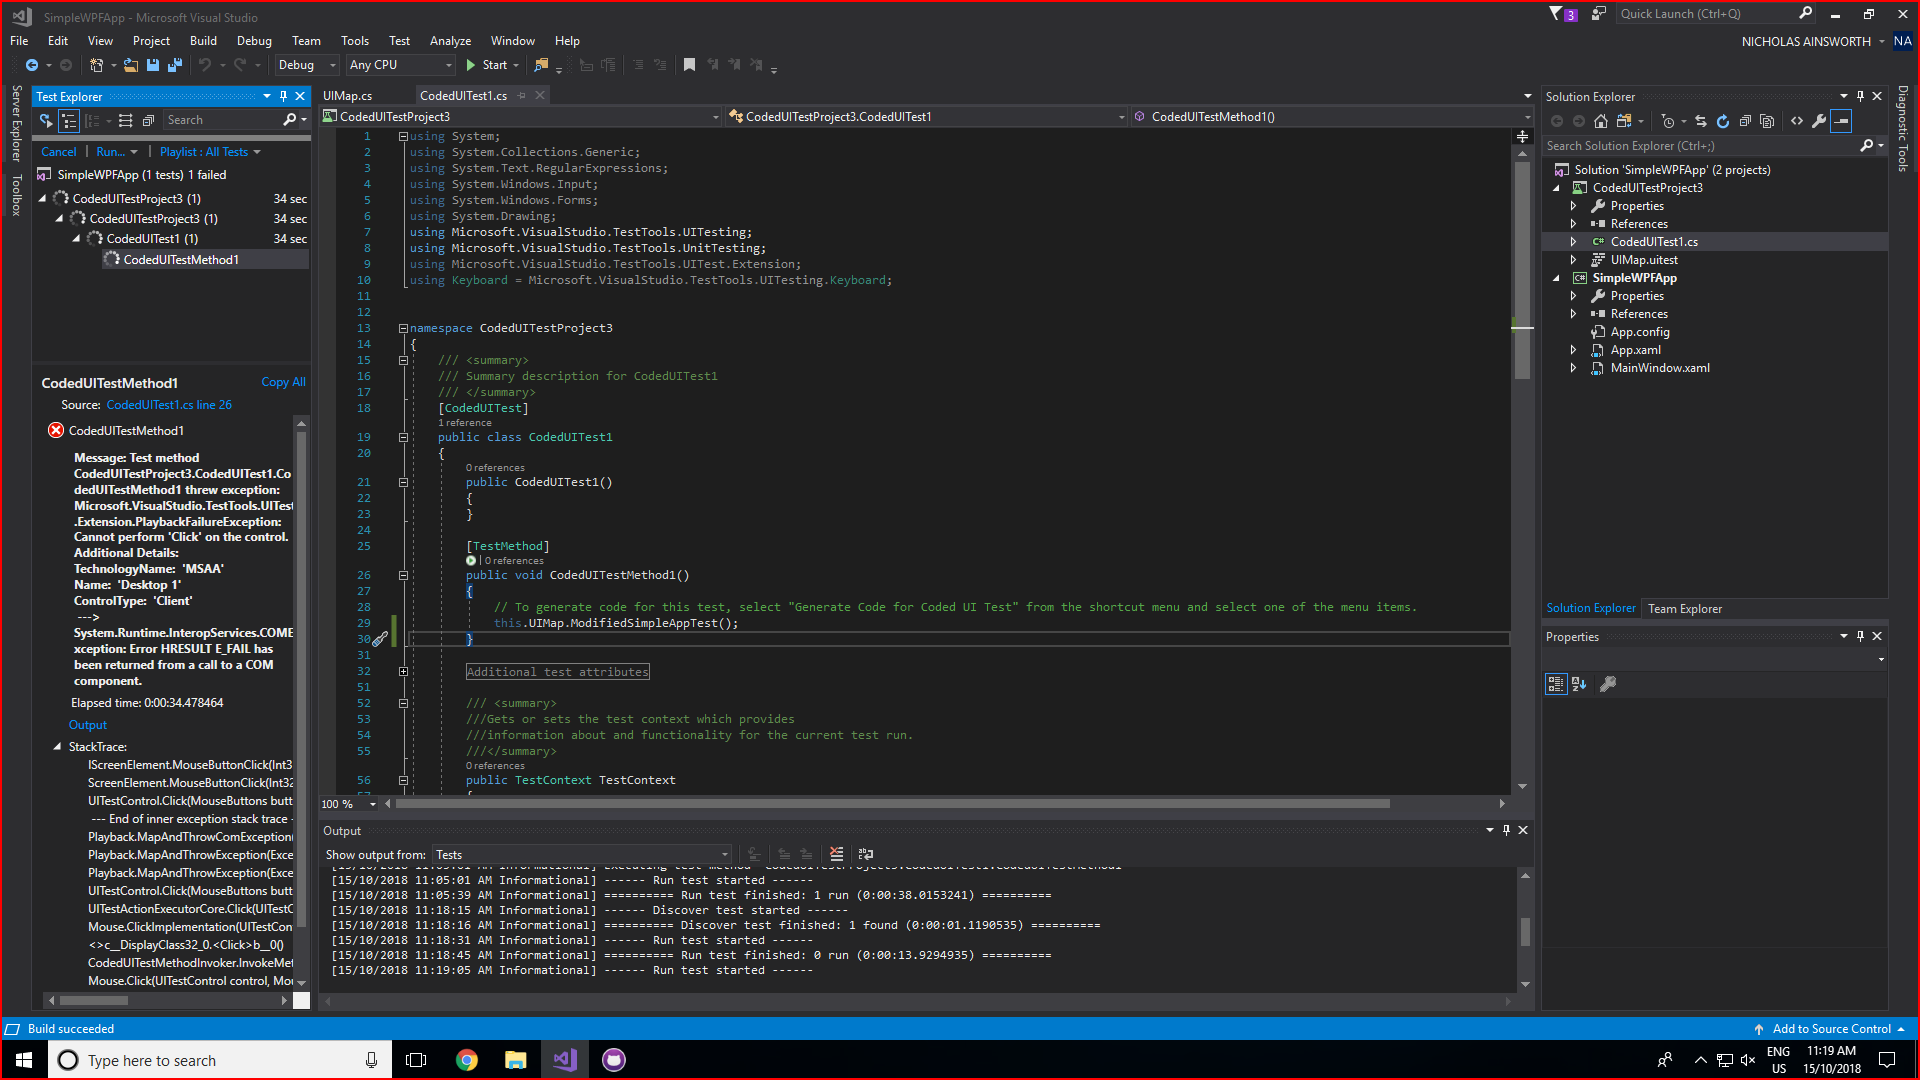 SimpleWPFApp - Microsoft Visual Studio
3
Quick Launch (Ctrl+Q)
File Edit View Project Build Debug Team Tools Test Analyze Window Help
NICHOLAS AINSWORTH
NA
Debug
Any CPU
Start
Server Explorer
Toolbox
Test Explorer
Search
Cancel Run... Playlist : All Tests
SimpleWPFApp (1 tests) 1 failed
CodedUITestProject3 (1) 34 sec
CodedUITestProject3 (1) 34 sec
CodedUITest1 (1) 34 sec
CodedUITestMethod1
CodedUITestMethod1 Copy All
Source: CodedUITest1.cs line 26
CodedUITestMethod1
Message: Test method
CodedUITestProject3.CodedUITest1.Co
dedUITestMethod1 threw exception:
Microsoft.VisualStudio.TestTools.UITest
.Extension.PlaybackFailureException:
Cannot perform 'Click' on the control.
Additional Details:
TechnologyName: 'MSAA'
Name: 'Desktop 1'
ControlType: 'Client'
--->
System.Runtime.InteropServices.COME
xception: Error HRESULT E_FAIL has
been returned from a call to a COM
component.
Elapsed time: 0:00:34.478464
Output
StackTrace:
IScreenElement.MouseButtonClick(Int3
ScreenElement.MouseButtonClick(Int32
UITestControl.Click(MouseButtons butt
--- End of inner exception stack trace -
Playback.MapAndThrowComException(
Playback.MapAndThrowException(Exce
Playback.MapAndThrowException(Exce
UITestControl.Click(MouseButtons butt
UITestActionExecutorCore.Click(UITestC
Mouse.ClickImplementation(UITestCon
<>c__DisplayClass32_0.<Click>b__0()
CodedUITestMethodInvoker.InvokeMet
Mouse.Click(UITestControl control, Mou
UIMap.cs
CodedUITest1.cs
CodedUITestProject3
CodedUITestProject3.CodedUITest1
CodedUITestMethod1()
1 using System;
2 using System.Collections.Generic;
3 using System.Text.RegularExpressions;
4 using System.Windows.Input;
5 using System.Windows.Forms;
6 using System.Drawing;
7 using Microsoft.VisualStudio.TestTools.UITesting;
8 using Microsoft.VisualStudio.TestTools.UnitTesting;
9 using Microsoft.VisualStudio.TestTools.UITest.Extension;
10 using Keyboard = Microsoft.VisualStudio.TestTools.UITesting.Keyboard;
11
12
13 namespace CodedUITestProject3
14 {
15 /// <summary>
16 /// Summary description for CodedUITest1
17 /// </summary>
18 [CodedUITest]
1 reference
19 public class CodedUITest1
20 {
0 references
21 public CodedUITest1()
22 {
23 }
24
25 [TestMethod]
| 0 references
26 public void CodedUITestMethod1()
27 {
28 // To generate code for this test, select "Generate Code for Coded UI Test" from the shortcut menu and select one of the menu items.
29 this.UIMap.ModifiedSimpleAppTest();
30 }
31
32 Additional test attributes
51
52 /// <summary>
53 ///Gets or sets the test context which provides
54 ///information about and functionality for the current test run.
55 ///</summary>
0 references
56 public TestContext TestContext
57 {
100 %
Output
Show output from: Tests
[15/10/2018 11:05:01 AM Informational] Executing test method 'CodedUITestProject3.CodedUITest1.CodedUITestMethod1'
[15/10/2018 11:05:01 AM Informational] ------ Run test started ------
[15/10/2018 11:05:39 AM Informational] ========== Run test finished: 1 run (0:00:38.0153241) ==========
[15/10/2018 11:18:15 AM Informational] ------ Discover test started ------
[15/10/2018 11:18:16 AM Informational] ========== Discover test finished: 1 found (0:00:01.1190535) ==========
[15/10/2018 11:18:31 AM Informational] ------ Run test started ------
[15/10/2018 11:18:45 AM Informational] ========== Run test finished: 0 run (0:00:13.9294935) ==========
[15/10/2018 11:19:05 AM Informational] ------ Run test started ------
Solution Explorer
Search Solution Explorer (Ctrl+;)
Solution 'SimpleWPFApp' (2 projects)
CodedUITestProject3
Properties
References
CodedUITest1.cs
UIMap.uitest
SimpleWPFApp
Properties
References
App.config
App.xaml
MainWindow.xaml
Solution Explorer Team Explorer
Properties
Diagnostic Tools
Build succeeded
Add to Source Control
Type here to search
ENG
US
11:19 AM
15/10/2018